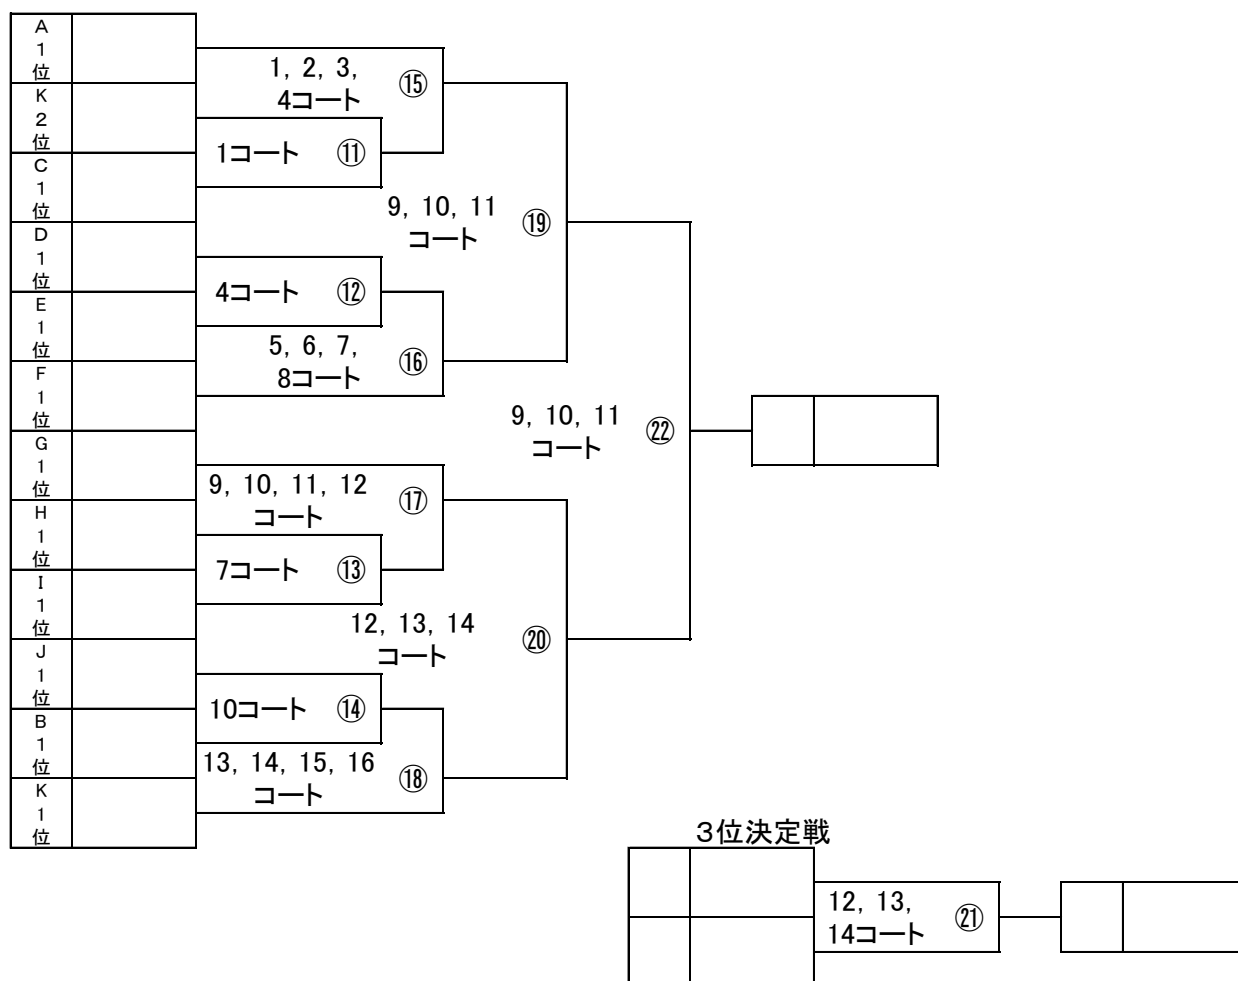 A
1
位
K
2
位
C
1
位
D
1
位
E
1
位
F
1
位
G
1
位
H
1
位
I
1
位
J
1
位
B
1
位
K
1
位
1, 2, 3,
4コート
⑮
1コート ⑪
9, 10, 11
コート
⑲
4コート ⑫
5, 6, 7,
8コート
⑯
9, 10, 11
コート
㉒
9, 10, 11, 12
コート
⑰
7コート ⑬
12, 13, 14
コート
⑳
10コート ⑭
13, 14, 15, 16
コート
⑱
3位決定戦
12, 13,
14コート
㉑